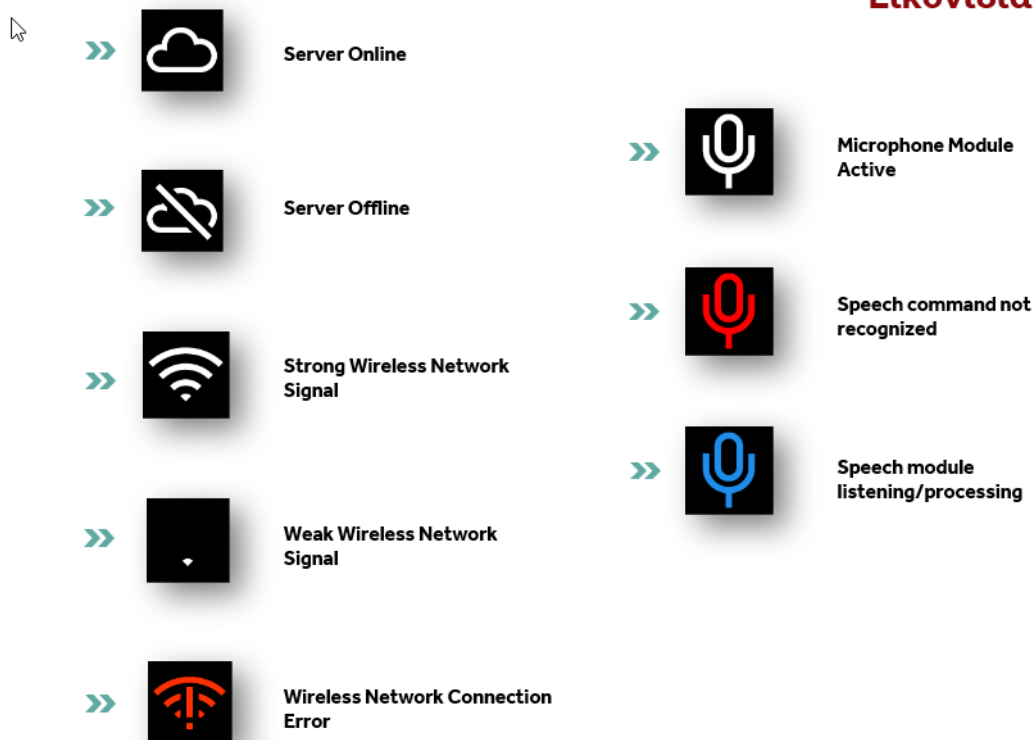 Εικονίδια
Server Online
Server Offline
Strong Wireless Network
Signal
Weak Wireless Network
Signal
Wireless Network Connection
Error
Microphone Module
Active
Speech command not
recognized
Speech module
listening/processing